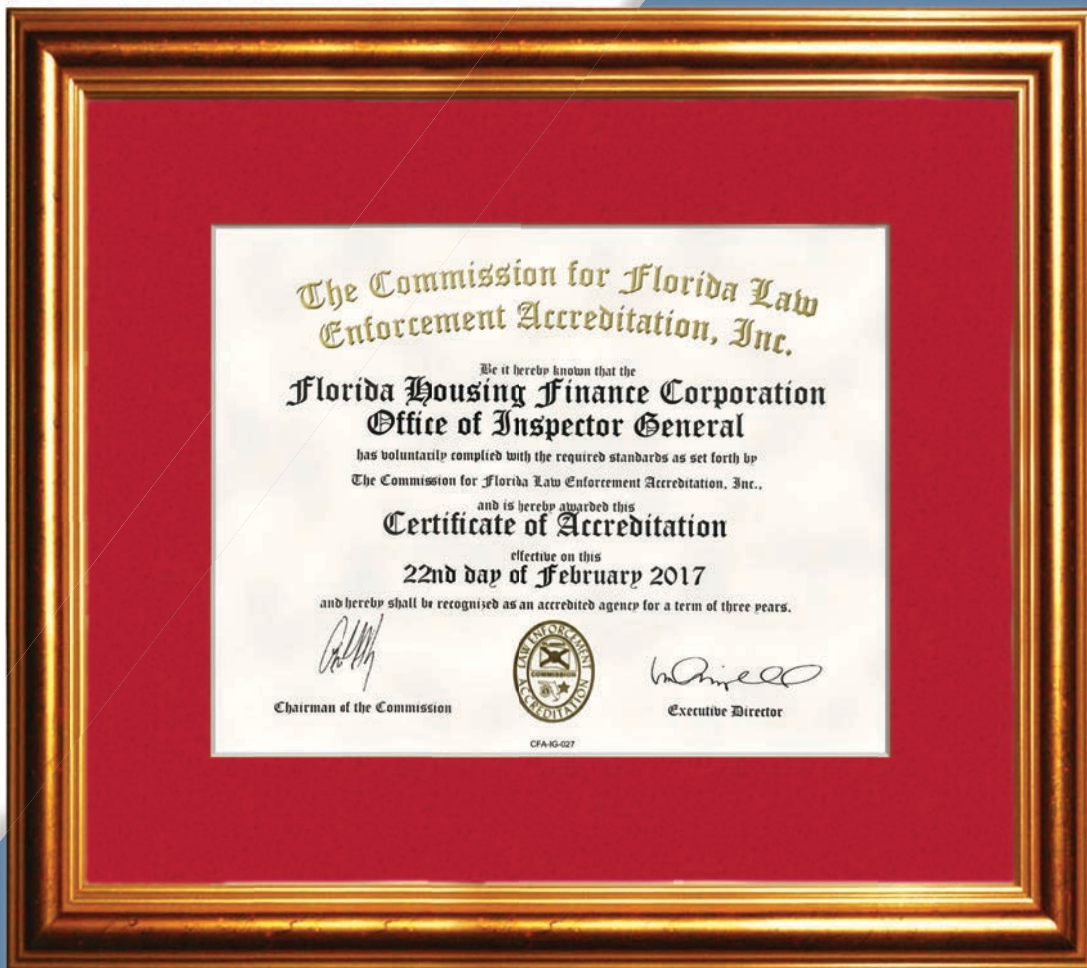 The Commission for Florida Law
Enforcement Accreditation, Inc.
Be it hereby known that the
Florida Housing Finance Corporation
Office of Inspector General
has voluntarily complied with the required standards as set forth by
The Commission for Florida Law Enforcement Accreditation, Inc.,
and is hereby awarded this
Certificate of Accreditation
effective on this
22nd day of February 2017
and hereby shall be recognized as an accredited agency for a term of three years.
LAW ENFORCEMENT
COMMISSION
ACCREDITATION
Chairman of the Commission
Executive Director
CFA-IG-027